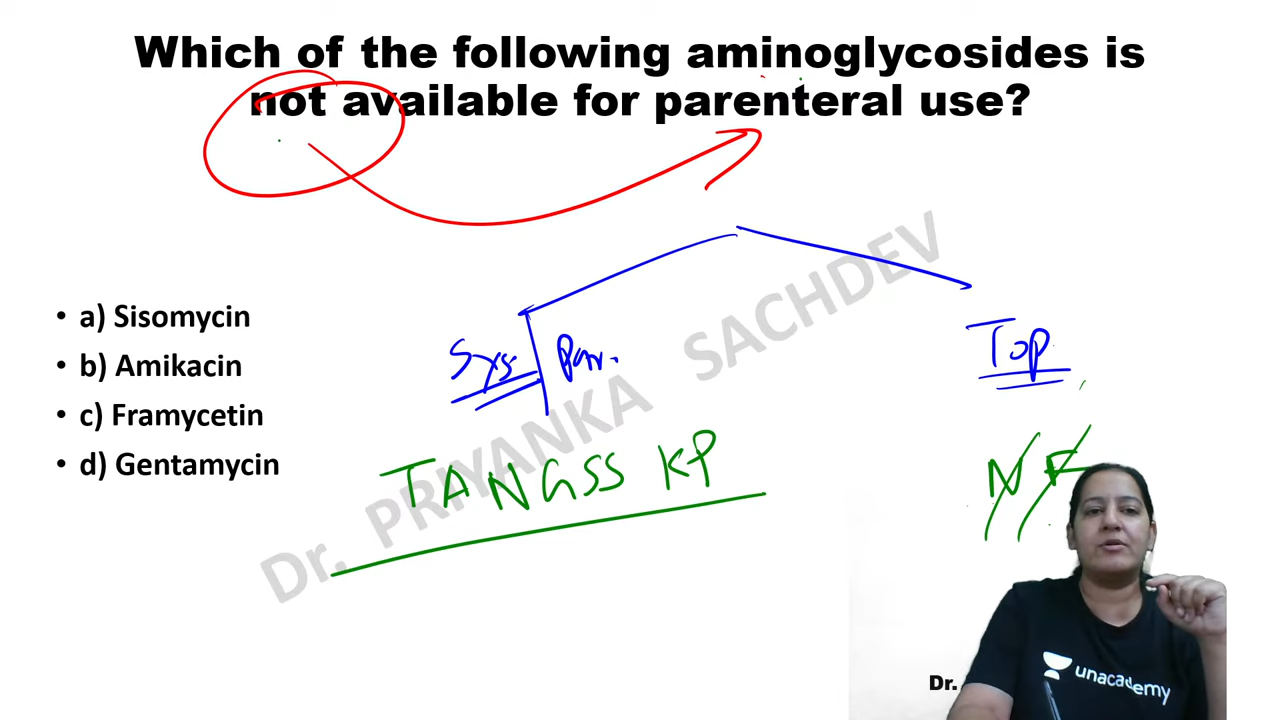 Which of the following aminoglycosides is
not available for parenteral use?
• a) Sisomycin
• b) Amikacin
• c) Framycetin
• d) Gentamycin
Sys. Par.
Top
TANGSS KP
N F
Dr. PRIYANKA SACHDEV
unacademy
Dr.